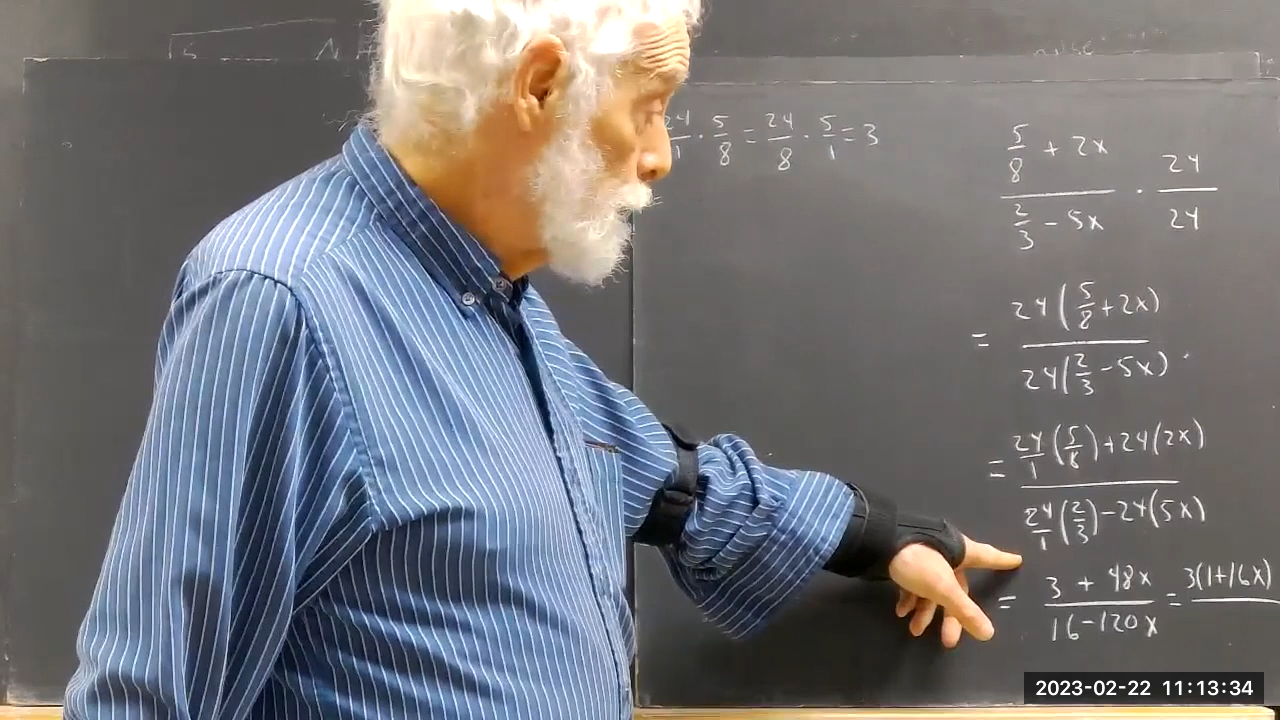 24/1 · 5/8 = 24/8 · 5/1 = 3
(5/8 + 2x)/(2/3 - 5x) · 24/24
= 24(5/8 + 2x)/24(2/3 - 5x)
= (24/1(5/8) + 24(2x))/(24/1(2/3) - 24(5x))
= (3 + 48x)/(16 - 120x) = 3(1+16x)
2023-02-22 11:13:34